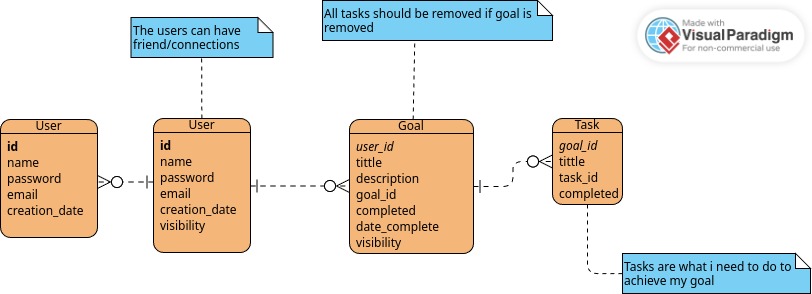 The users can have
friend/connections
All tasks should be removed if goal is
removed
Made with
Visual Paradigm
For non-commercial use
User
id
name
password
email
creation_date
User
id
name
password
email
creation_date
visibility
Goal
user_id
tittle
description
goal_id
completed
date_complete
visibility
Task
goal_id
tittle
task_id
completed
Tasks are what i need to do to
achieve my goal